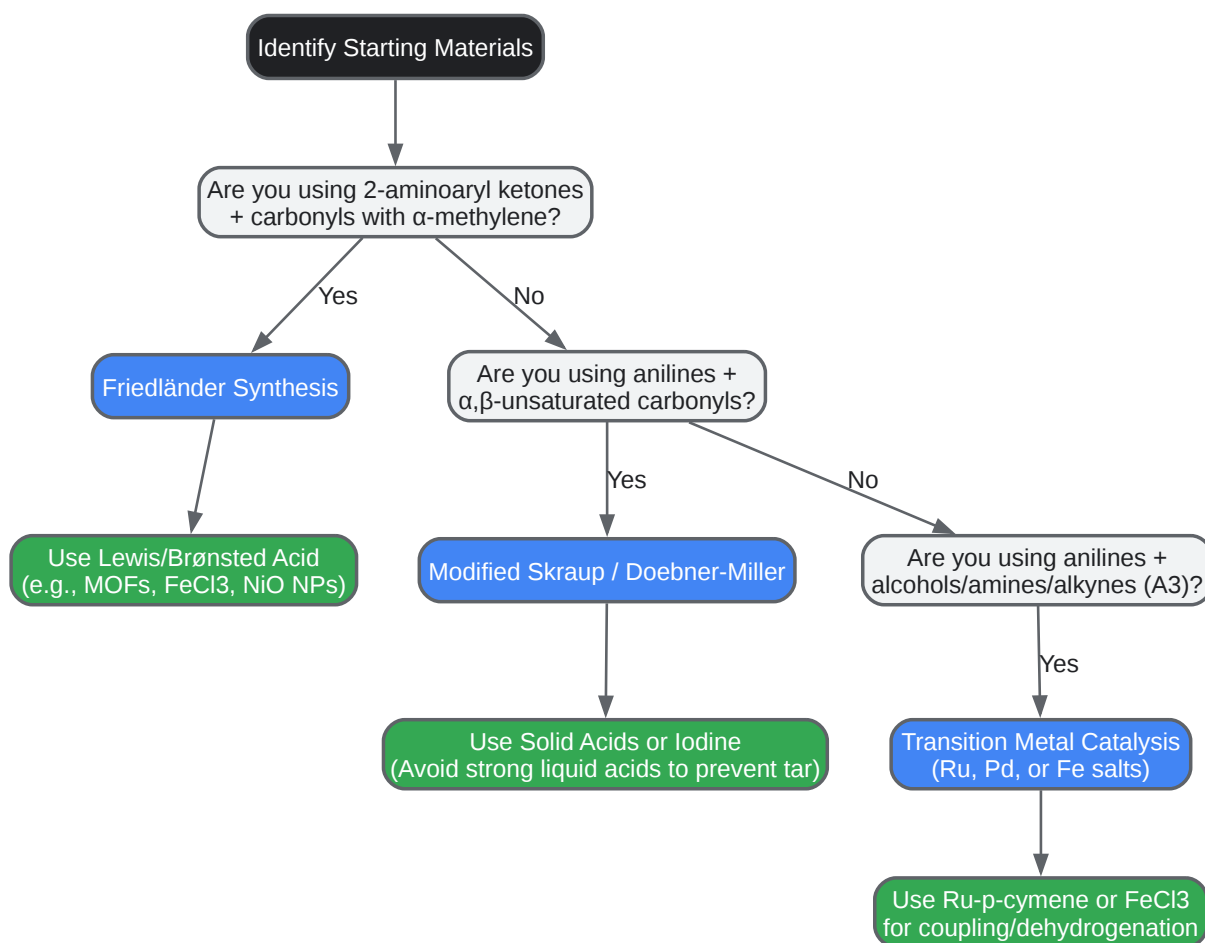 Identify Starting Materials
Are you using 2-aminoaryl ketones
+ carbonyls with α-methylene?
Yes
No
Friedländer Synthesis
Are you using anilines +
α,β-unsaturated carbonyls?
Yes
No
Use Lewis/Brønsted Acid
(e.g., MOFs, FeCl3, NiO NPs)
Modified Skraup / Doebner-Miller
Are you using anilines +
alcohols/amines/alkynes (A3)?
Yes
Use Solid Acids or Iodine
(Avoid strong liquid acids to prevent tar)
Transition Metal Catalysis
(Ru, Pd, or Fe salts)
Use Ru-p-cymene or FeCl3
for coupling/dehydrogenation